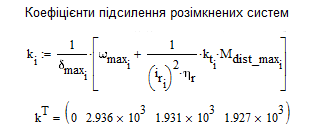 Коефіцієнти підсилення розімкнених систем
k_i := 1/δ_max_i · [ω_max_i + 1/((i_r_i)^2 · η_r) · k_t_i · M_dist_max_i]
k^T = (0 2.936 × 10^3 1.931 × 10^3 1.927 × 10^3)